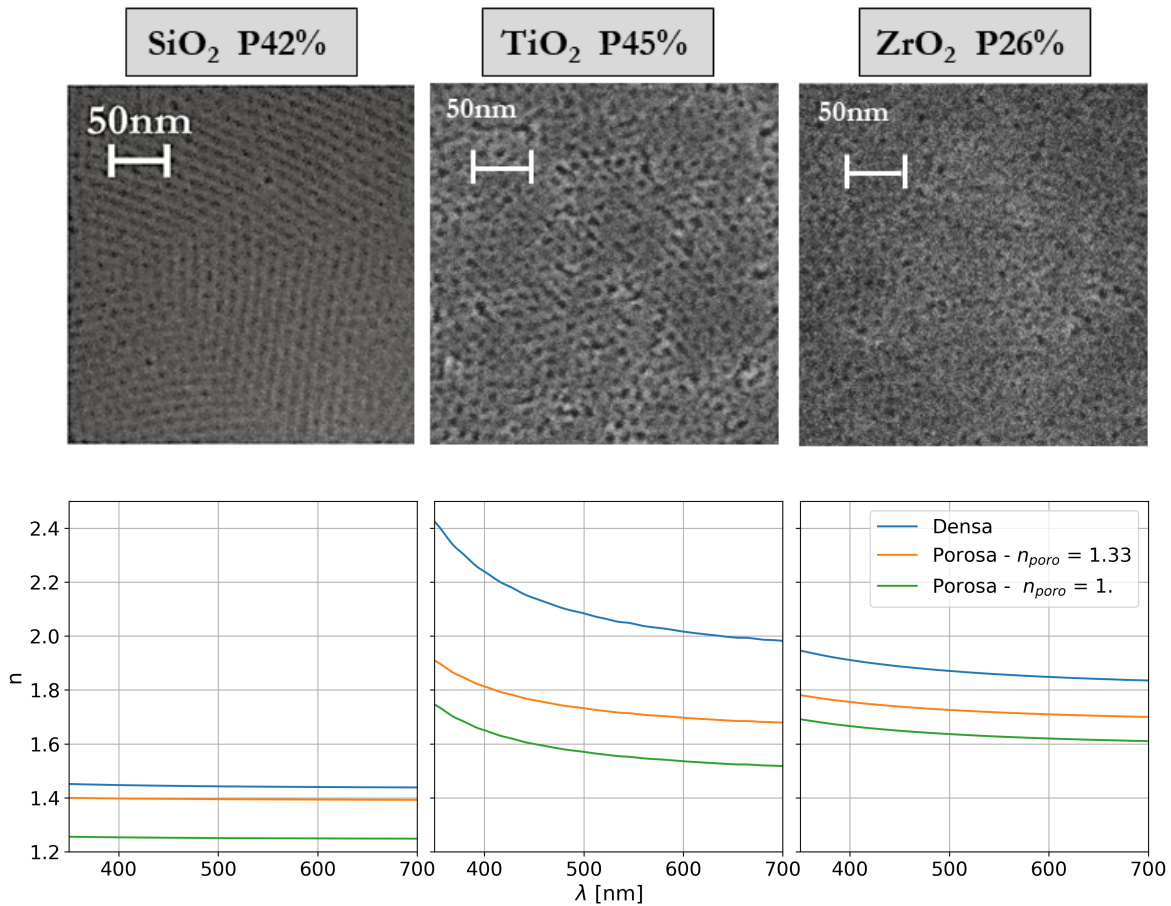 SiO₂ P42%
TiO₂ P45%
ZrO₂ P26%
50nm
50nm
50nm
n
2.4
2.2
2.0
1.8
1.6
1.4
1.2
Densa
Porosa - n_poro = 1.33
Porosa - n_poro = 1.
400 500 600 700
400 500 600 700
400 500 600 700
λ [nm]